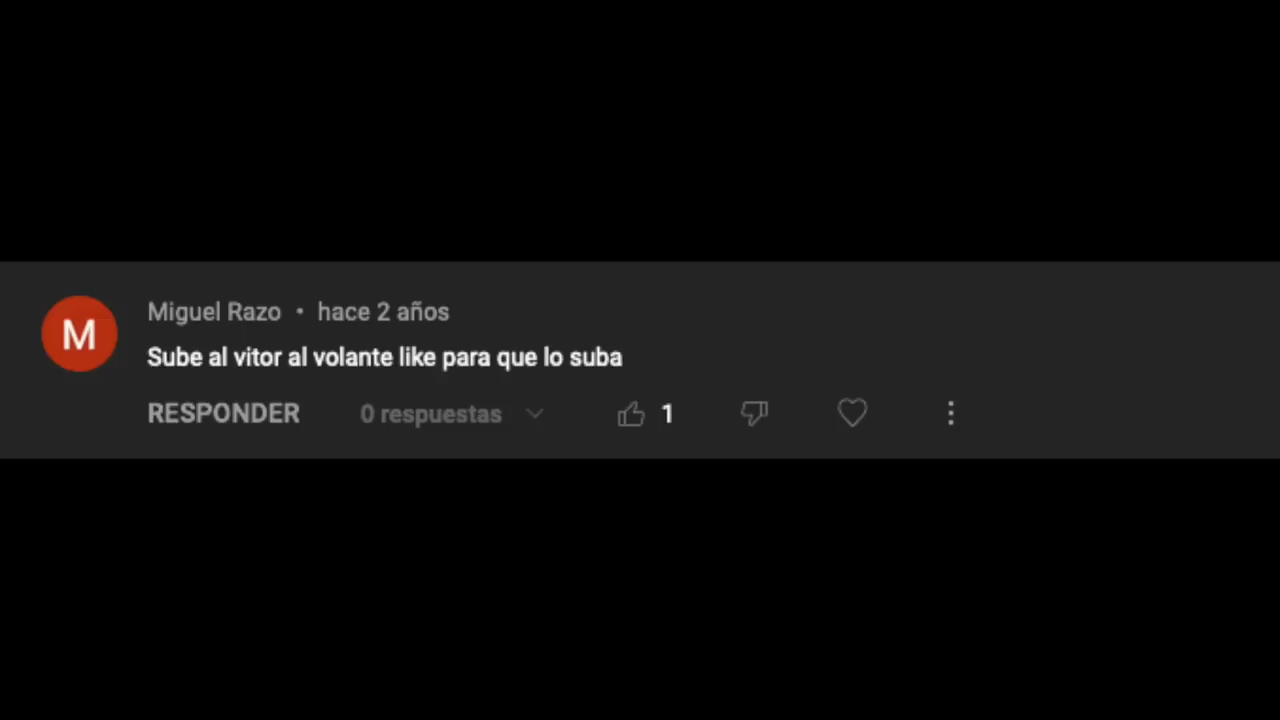 M
Miguel Razo • hace 2 años
Sube al vitor al volante like para que lo suba
RESPONDER 0 respuestas 1